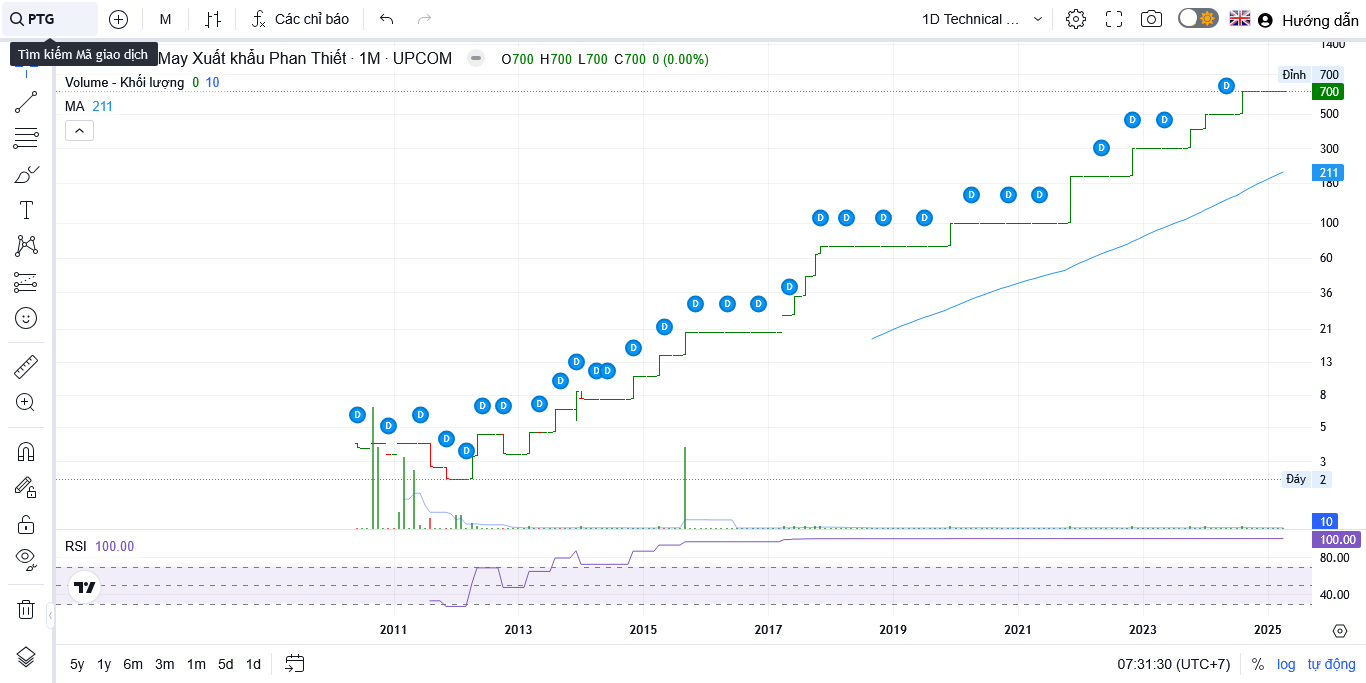 PTG
M
Các chỉ báo
1D Technical ...
Hướng dẫn
Tìm kiếm Mã giao dịch
May Xuất khẩu Phan Thiết · 1M · UPCOM
O700 H700 L700 C700 0 (0.00%)
Volume - Khối lượng 0 10
MA 211
1400
Đỉnh 700
700
500
300
211
180
100
60
36
21
13
8
5
3
Đáy 2
10
D D D D D D D D D D D D D D D D D D D D D D D D D D D D D
RSI 100.00
100.00
80.00
40.00
2011 2013 2015 2017 2019 2021 2023 2025
5y 1y 6m 3m 1m 5d 1d
07:31:30 (UTC+7) % log tự động